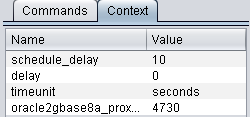 Commands Context
Name Value
schedule_delay 10
delay 0
timeunit seconds
oracle2gbase8a_prox... 4730